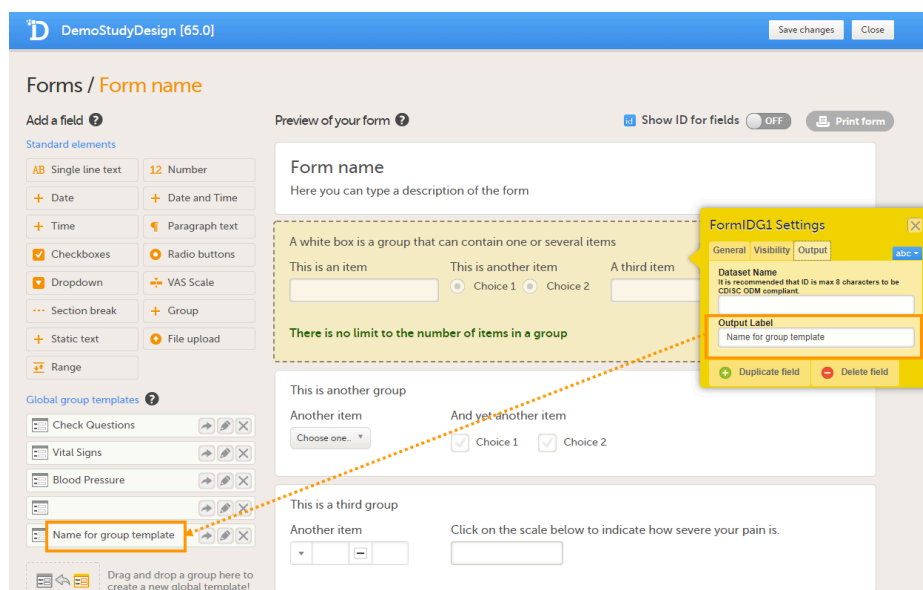 DemoStudyDesign [65.0]
Save changes
Close
Forms / Form name
Add a field ?
Preview of your form ?
id Show ID for fields OFF
Print form
Standard elements
AB Single line text
12 Number
Date
Date and Time
Time
Paragraph text
Checkboxes
Radio buttons
Dropdown
VAS Scale
Section break
Group
Static text
File upload
Range
Global group templates ?
Check Questions
Vital Signs
Blood Pressure
Name for group template
Drag and drop a group here to
create a new global template!
Form name
Here you can type a description of the form
A white box is a group that can contain one or several items
This is an item
This is another item
A third item
Choice 1
Choice 2
There is no limit to the number of items in a group
This is another group
Another item
And yet another item
Choose one..
Choice 1
Choice 2
This is a third group
Another item
Click on the scale below to indicate how severe your pain is.
FormIDG1 Settings
General
Visibility
Output
abc
Dataset Name
It is recommended that ID is max 8 characters to be
CDISC ODM compliant.
Output Label
Name for group template
Duplicate field
Delete field